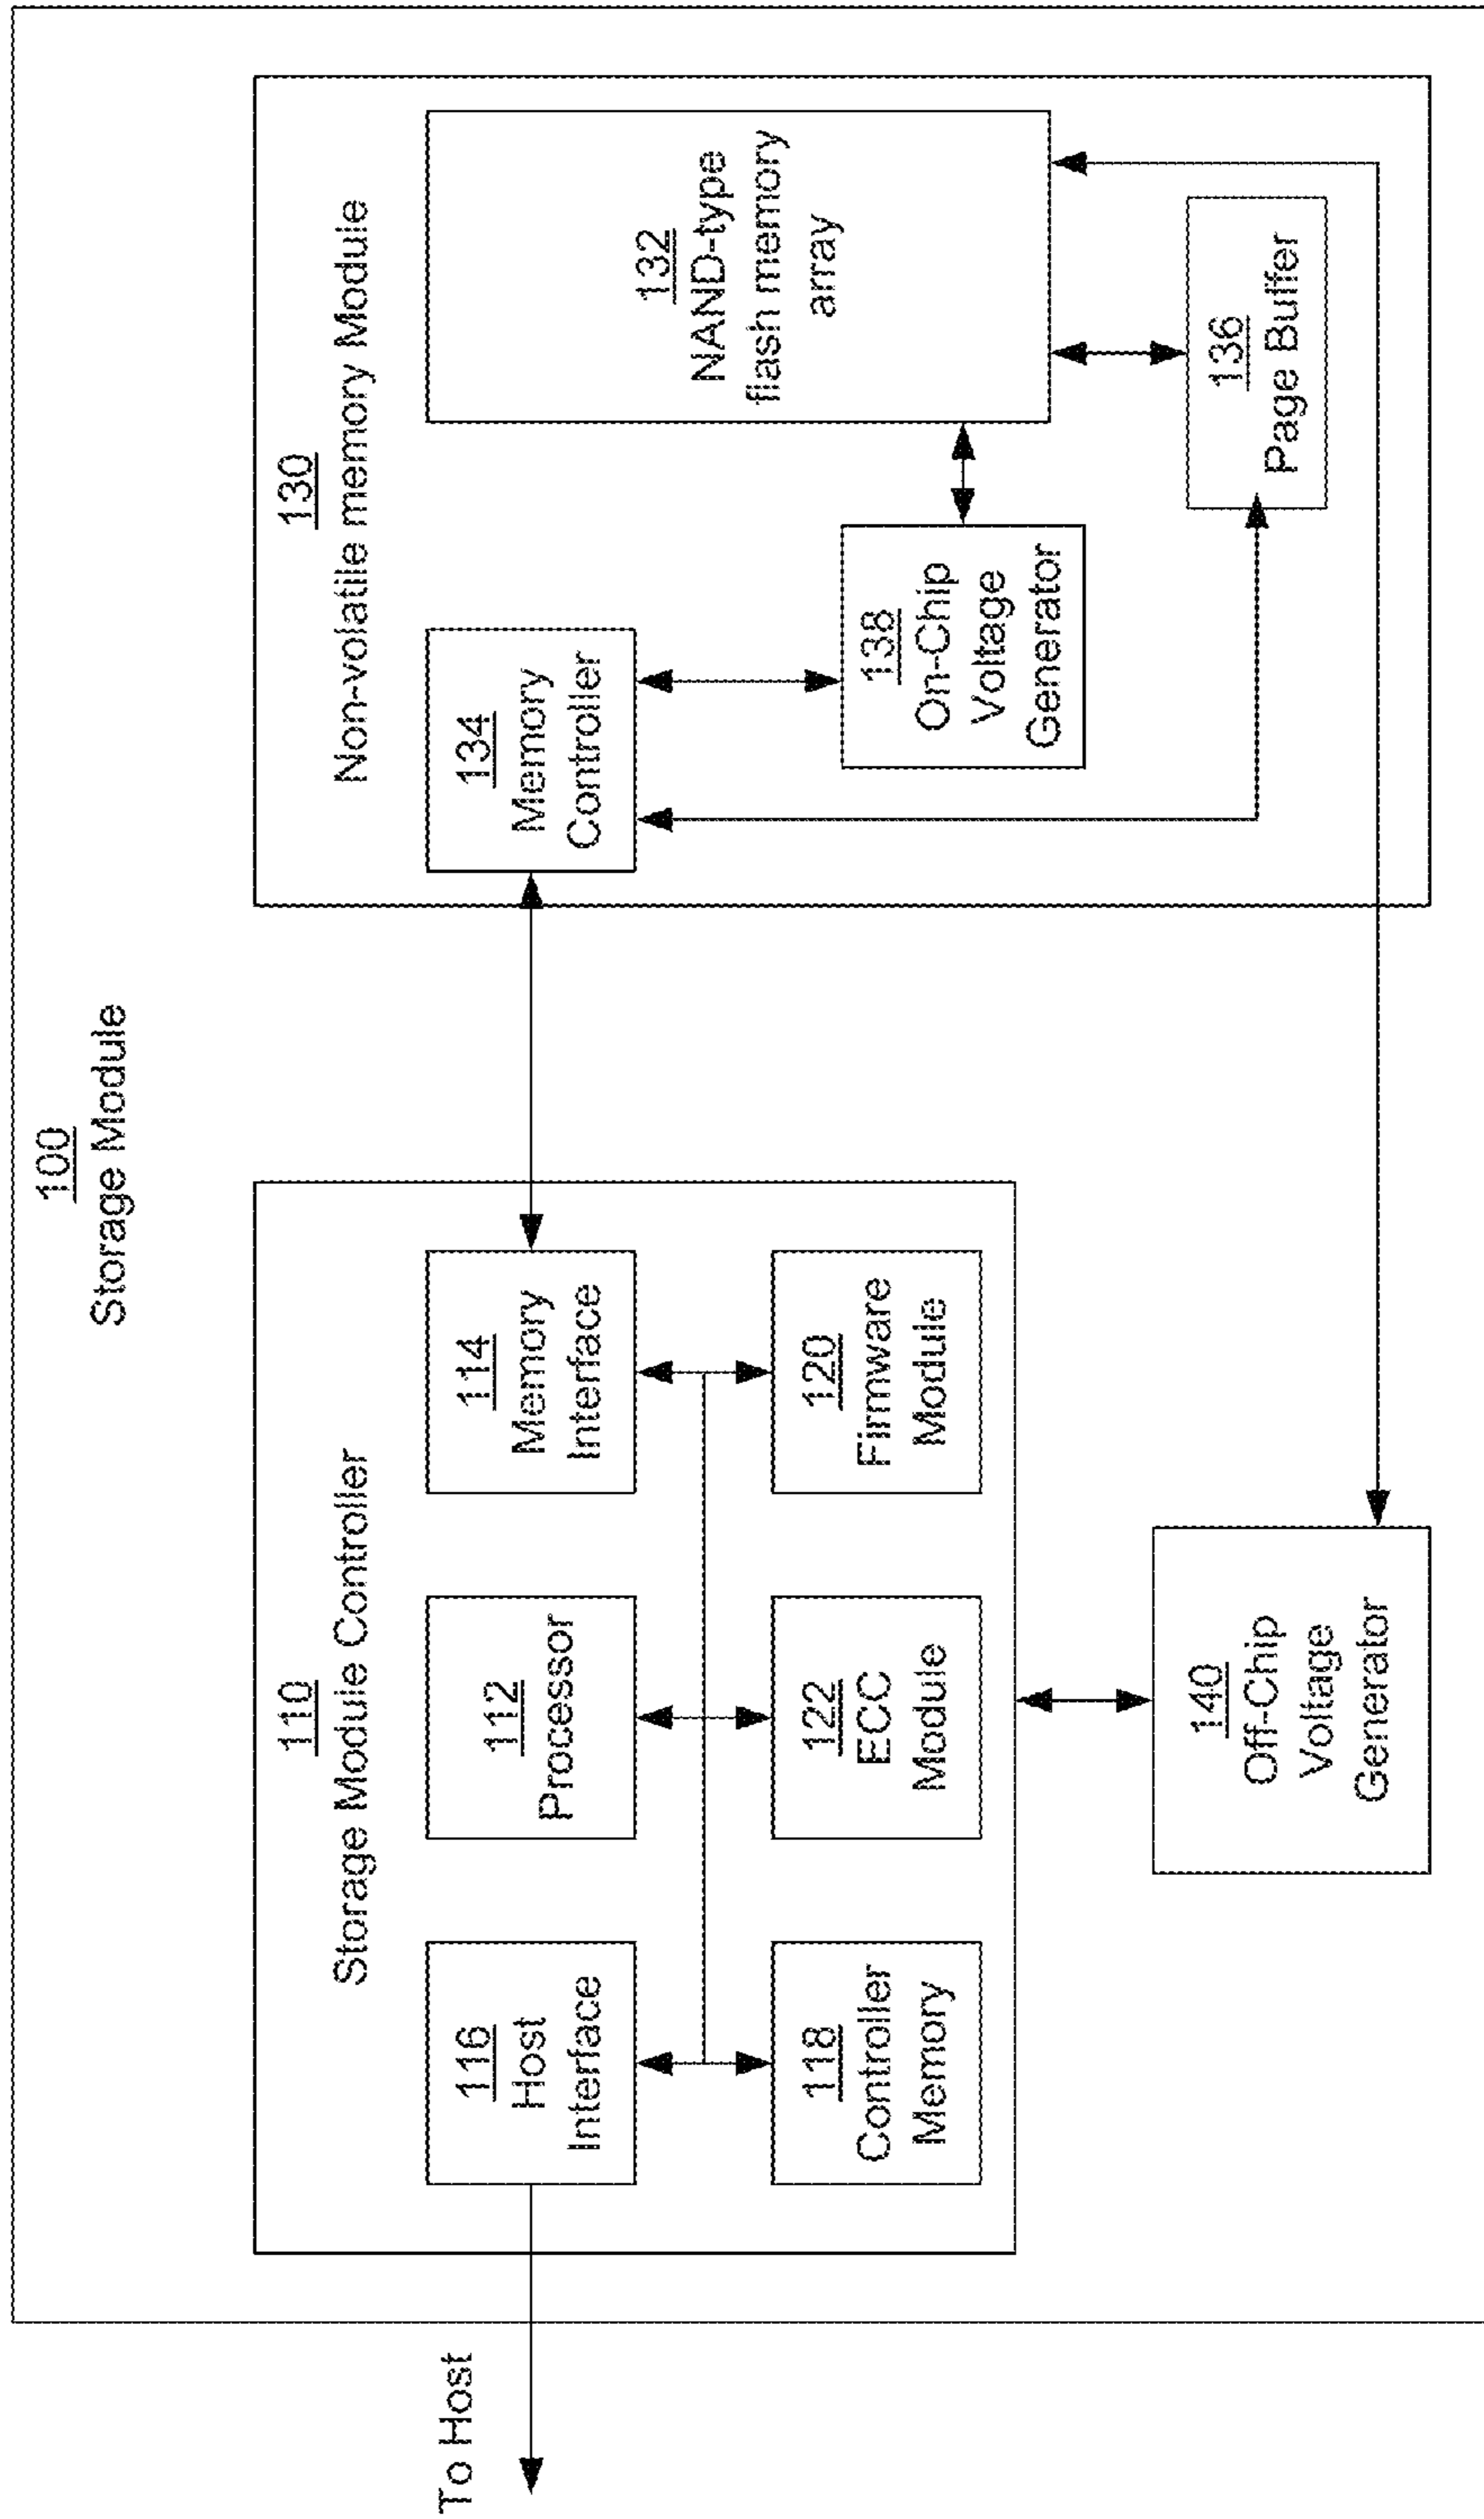 100
Storage Module
110
Storage Module Controller
116
Host
Interface
112
Processor
114
Memory
Interface
118
Controller
Memory
122
ECC
Module
120
Firmware
Module
To Host
140
Off-Chip
Voltage
Generator
130
Non-volatile memory Module
134
Memory
Controller
132
NAND-type
flash memory
array
138
On-Chip
Voltage
Generator
136
Page Buffer